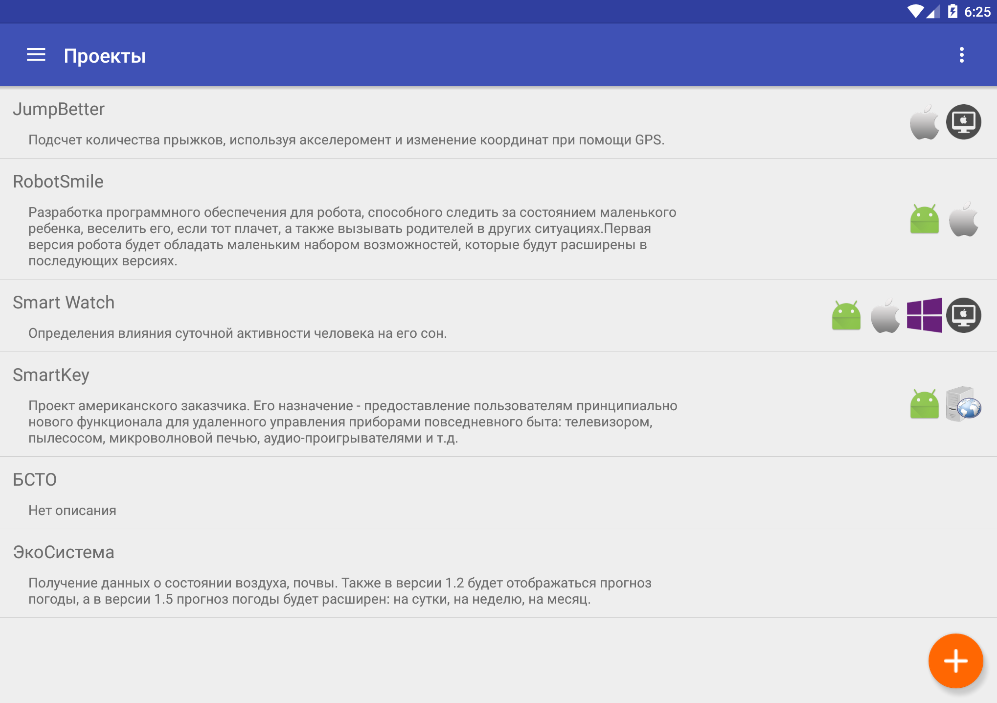 6:25
Проекты
JumpBetter
Подсчет количества прыжков, используя акселеромент и изменение координат при помощи GPS.
RobotSmile
Разработка программного обеспечения для робота, способного следить за состоянием маленького
ребенка, веселить его, если тот плачет, а также вызывать родителей в других ситуациях.Первая
версия робота будет обладать маленьким набором возможностей, которые будут расширены в
последующих версиях.
Smart Watch
Определения влияния суточной активности человека на его сон.
SmartKey
Проект американского заказчика. Его назначение - предоставление пользователям принципиально
нового функционала для удаленного управления приборами повседневного быта: телевизором,
пылесосом, микроволновой печью, аудио-проигрывателями и т.д.
БСТО
Нет описания
ЭкоСистема
Получение данных о состоянии воздуха, почвы. Также в версии 1.2 будет отображаться прогноз
погоды, а в версии 1.5 прогноз погоды будет расширен: на сутки, на неделю, на месяц.